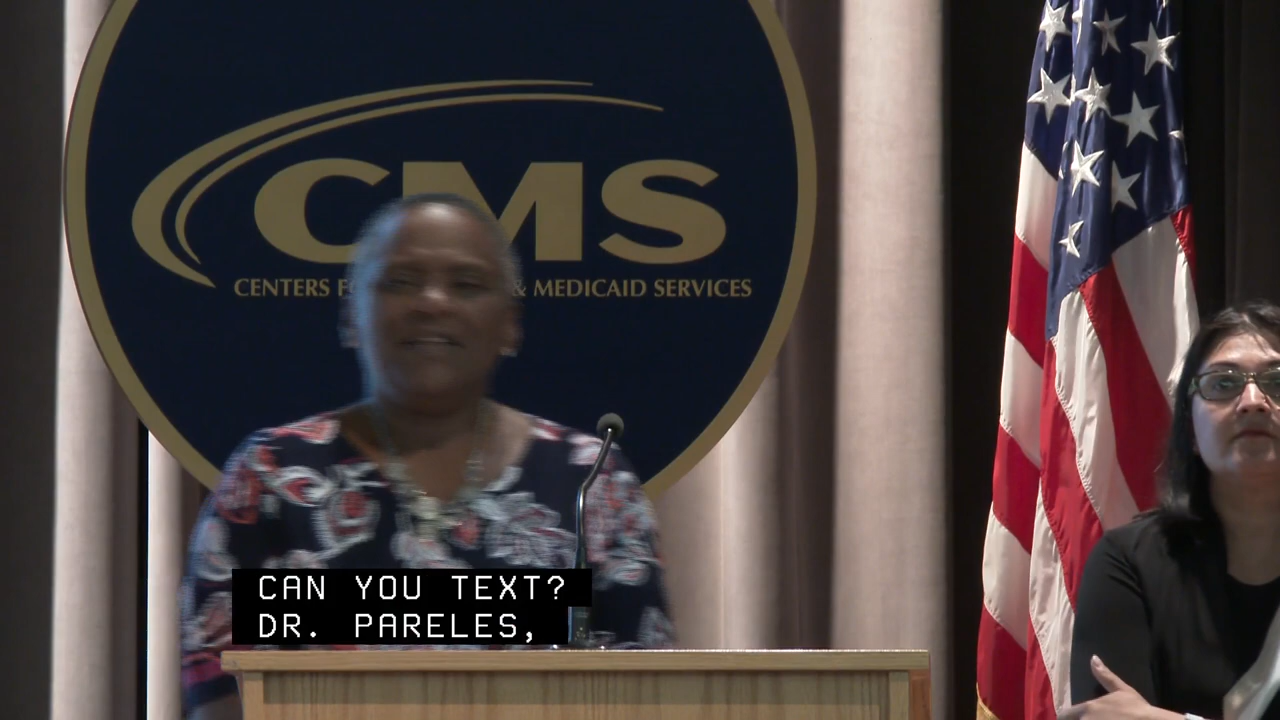 CMS
CENTERS F & MEDICAID SERVICES
CAN YOU TEXT?
DR. PARELES,